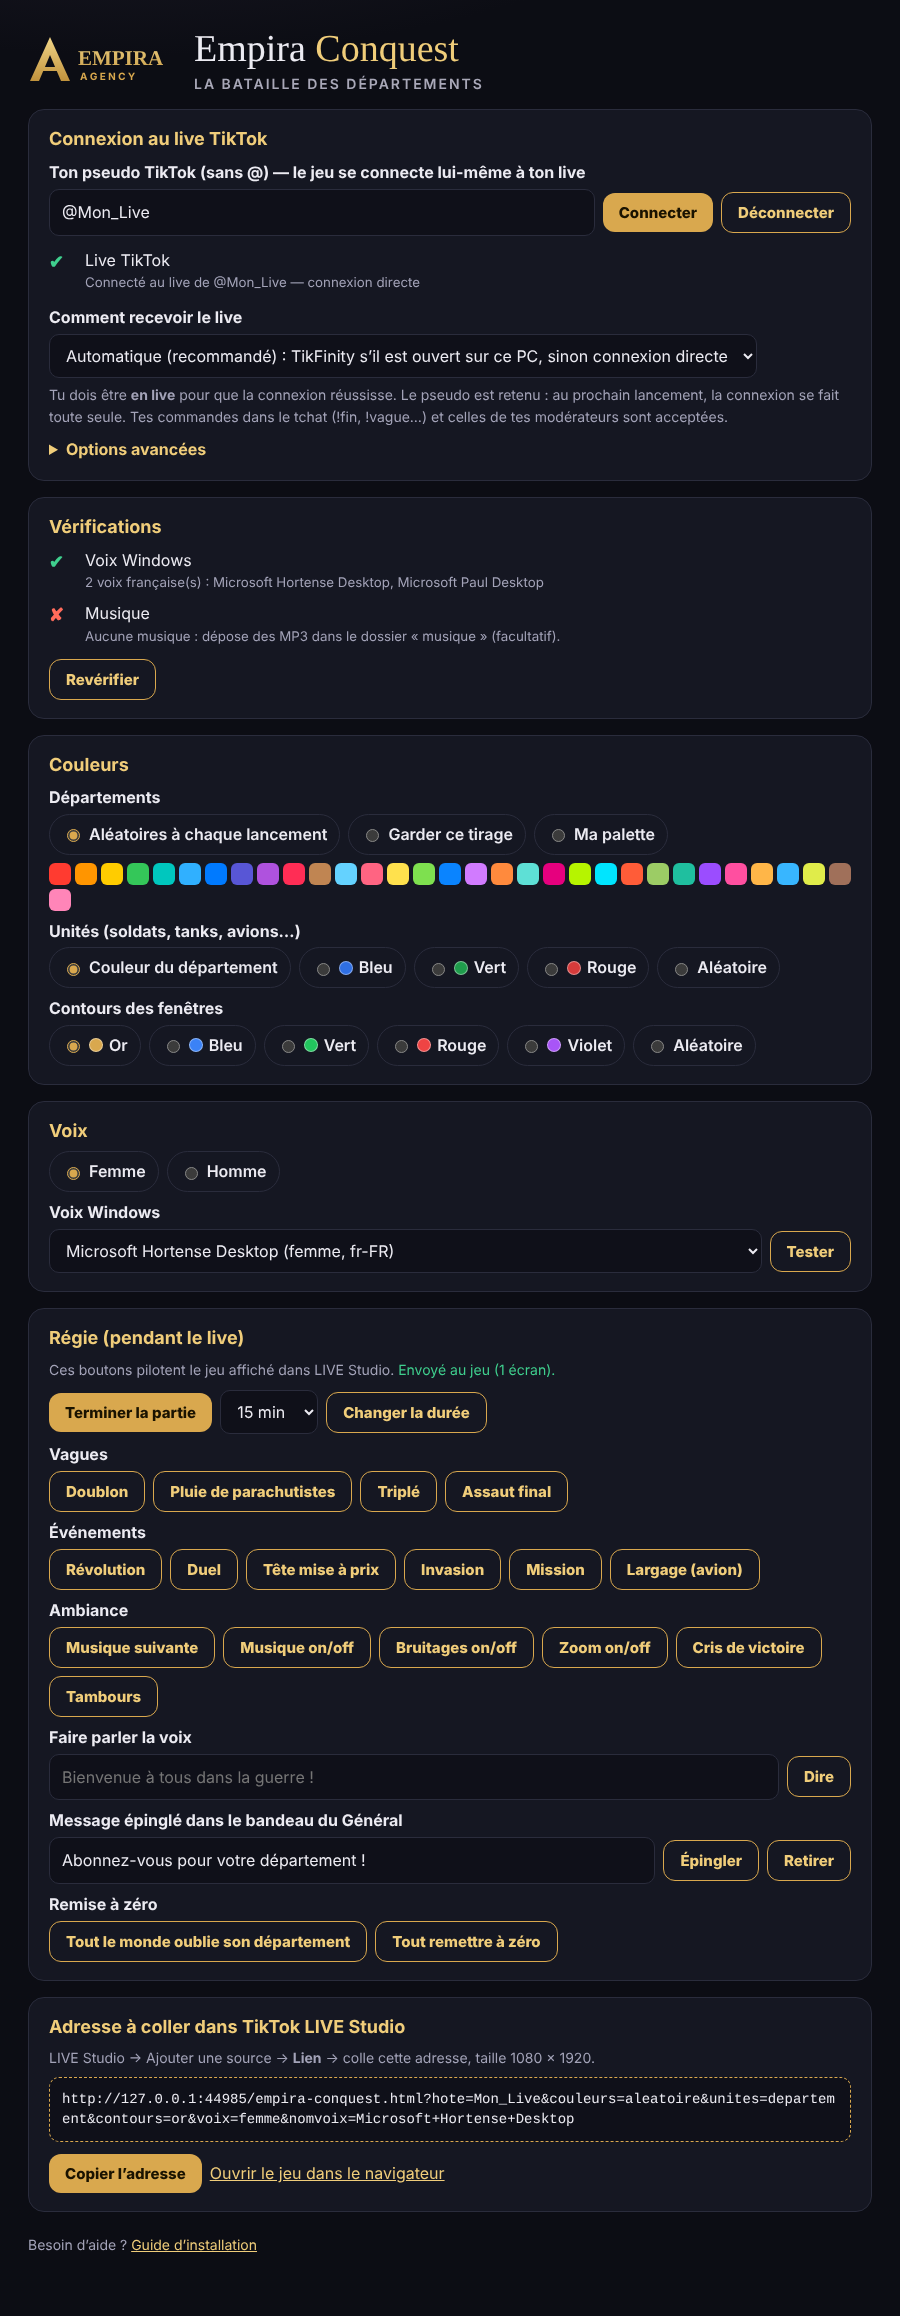 EMPIRA
AGENCY
Empira Conquest
LA BATAILLE DES DÉPARTEMENTS
Connexion au live TikTok
Ton pseudo TikTok (sans @) — le jeu se connecte lui-même à ton live
@Mon_Live
Connecter
Déconnecter
✔ Live TikTok
Connecté au live de @Mon_Live — connexion directe
Comment recevoir le live
Automatique (recommandé) : TikFinity s’il est ouvert sur ce PC, sinon connexion directe
Tu dois être en live pour que la connexion réussisse. Le pseudo est retenu : au prochain lancement, la connexion se fait
toute seule. Tes commandes dans le tchat (!fin, !vague...) et celles de tes modérateurs sont acceptées.
▶ Options avancées
Vérifications
✔ Voix Windows
2 voix française(s) : Microsoft Hortense Desktop, Microsoft Paul Desktop
✘ Musique
Aucune musique : dépose des MP3 dans le dossier « musique » (facultatif).
Revérifier
Couleurs
Départements
Aléatoires à chaque lancement
Garder ce tirage
Ma palette
Unités (soldats, tanks, avions...)
Couleur du département
Bleu
Vert
Rouge
Aléatoire
Contours des fenêtres
Or
Bleu
Vert
Rouge
Violet
Aléatoire
Voix
Femme
Homme
Voix Windows
Microsoft Hortense Desktop (femme, fr-FR)
Tester
Régie (pendant le live)
Ces boutons pilotent le jeu affiché dans LIVE Studio. Envoyé au jeu (1 écran).
Terminer la partie
15 min
Changer la durée
Vagues
Doublon
Pluie de parachutistes
Triplé
Assaut final
Événements
Révolution
Duel
Tête mise à prix
Invasion
Mission
Largage (avion)
Ambiance
Musique suivante
Musique on/off
Bruitages on/off
Zoom on/off
Cris de victoire
Tambours
Faire parler la voix
Bienvenue à tous dans la guerre !
Dire
Message épinglé dans le bandeau du Général
Abonnez-vous pour votre département !
Épingler
Retirer
Remise à zéro
Tout le monde oublie son département
Tout remettre à zéro
Adresse à coller dans TikTok LIVE Studio
LIVE Studio → Ajouter une source → Lien → colle cette adresse, taille 1080 × 1920.
http://127.0.0.1:44985/empira-conquest.html?hote=Mon_Live&couleurs=aleatoire&unites=departem
ent&contours=or&voix=femme&nomvoix=Microsoft+Hortense+Desktop
Copier l’adresse
Ouvrir le jeu dans le navigateur
Besoin d’aide ? Guide d’installation